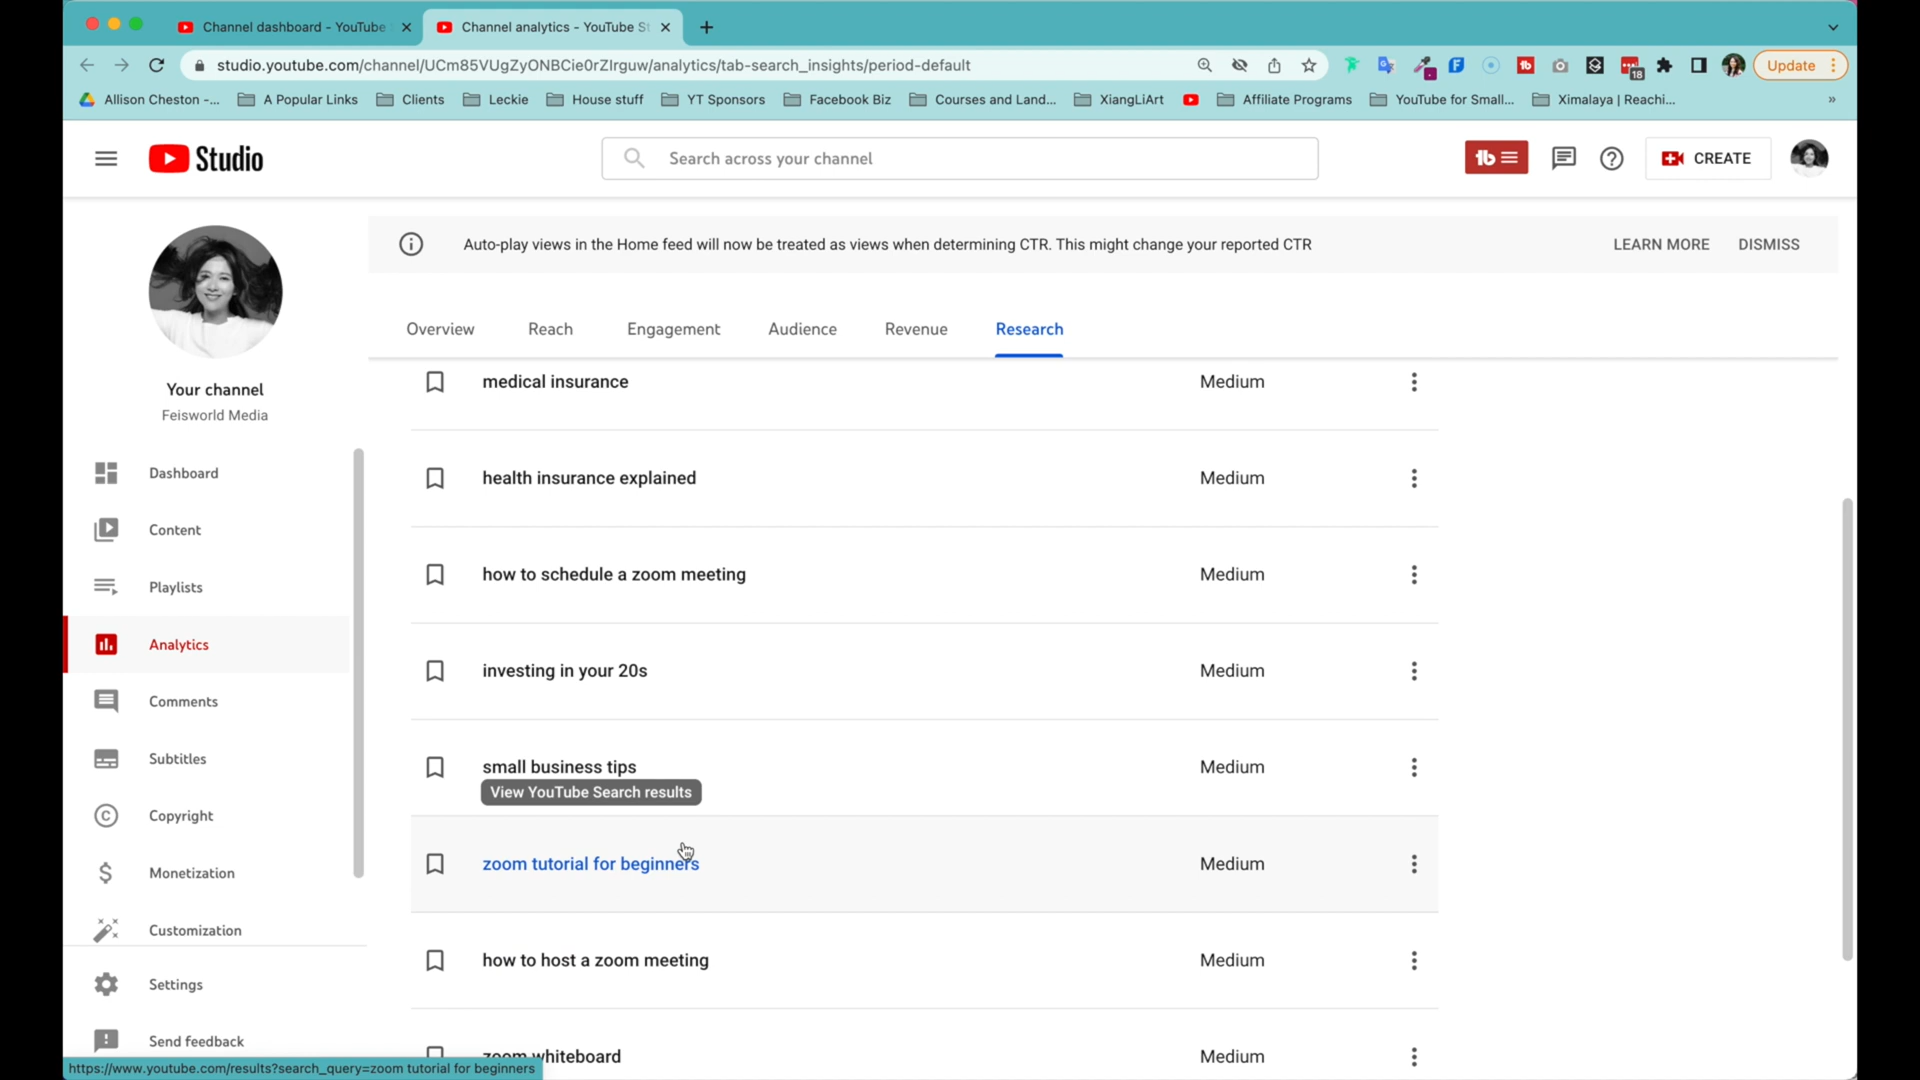 Channel dashboard - YouTube
Channel analytics - YouTube St
studio.youtube.com/channel/UCm85VUgZyONBCie0rZIrguw/analytics/tab-search_insights/period-default
18
Update
Allison Cheston -...
A Popular Links
Clients
Leckie
House stuff
YT Sponsors
Facebook Biz
Courses and Land...
XiangLiArt
Affiliate Programs
YouTube for Small...
Ximalaya | Reachi...
»
Studio
Search across your channel
tb
CREATE
Auto-play views in the Home feed will now be treated as views when determining CTR. This might change your reported CTR
LEARN MORE
DISMISS
Your channel
Feisworld Media
Overview
Reach
Engagement
Audience
Revenue
Research
Dashboard
Content
Playlists
Analytics
Comments
Subtitles
Copyright
Monetization
Customization
Settings
Send feedback
medical insurance
Medium
health insurance explained
Medium
how to schedule a zoom meeting
Medium
investing in your 20s
Medium
small business tips
Medium
View YouTube Search results
zoom tutorial for beginners
Medium
how to host a zoom meeting
Medium
zoom whiteboard
Medium
https://www.youtube.com/results?search_query=zoom tutorial for beginners